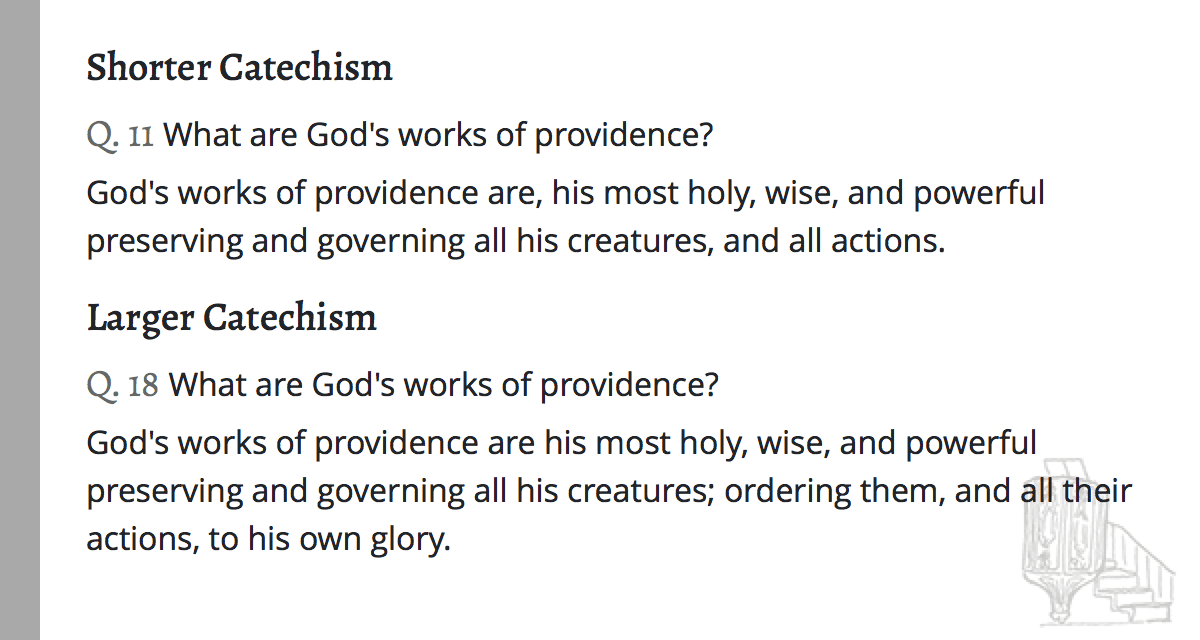 Shorter Catechism
Q. 11 What are God's works of providence?
God's works of providence are, his most holy, wise, and powerful
preserving and governing all his creatures, and all actions.
Larger Catechism
Q. 18 What are God's works of providence?
God's works of providence are his most holy, wise, and powerful
preserving and governing all his creatures; ordering them, and all their
actions, to his own glory.